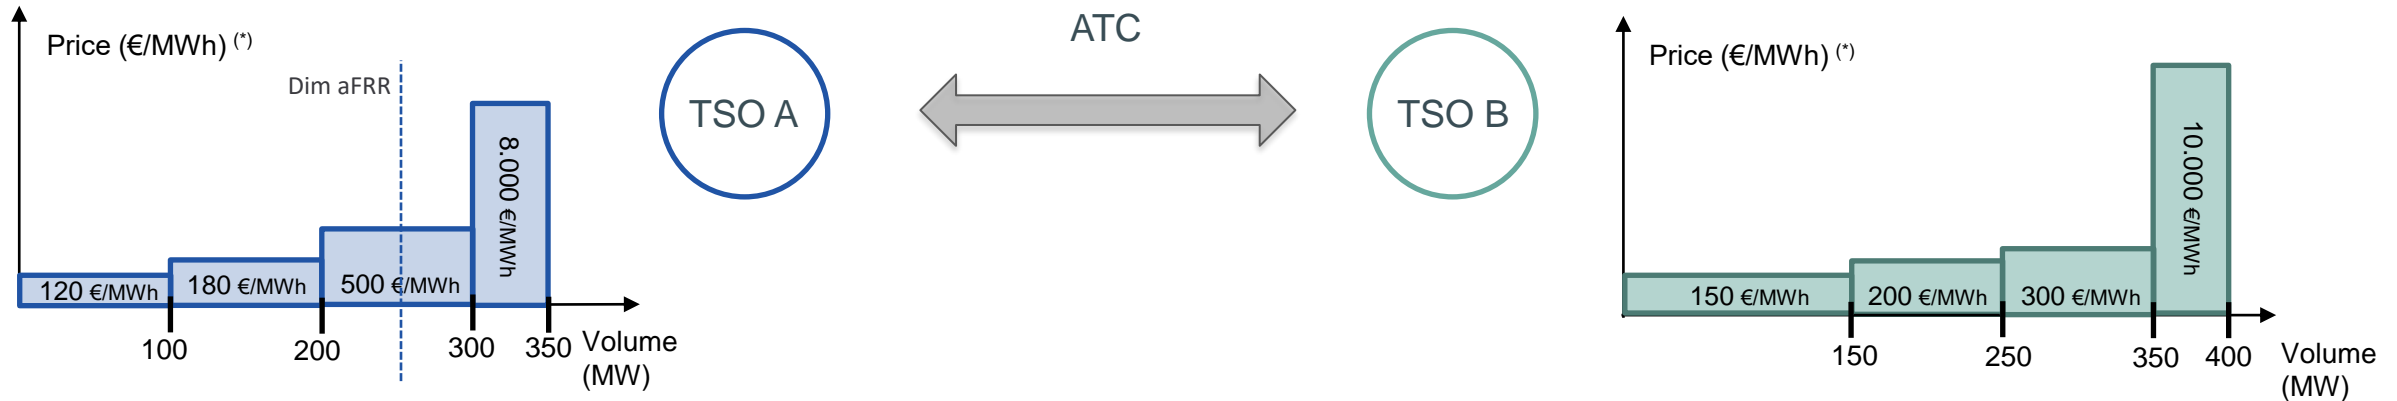 Price (€/MWh) (*)
Dim aFRR
120 €/MWh
180 €/MWh
500 €/MWh
8.000 €/MWh
100
200
300
350
Volume
(MW)
TSO A
ATC
TSO B
Price (€/MWh) (*)
150 €/MWh
200 €/MWh
300 €/MWh
10.000 €/MWh
150
250
350
400
Volume
(MW)